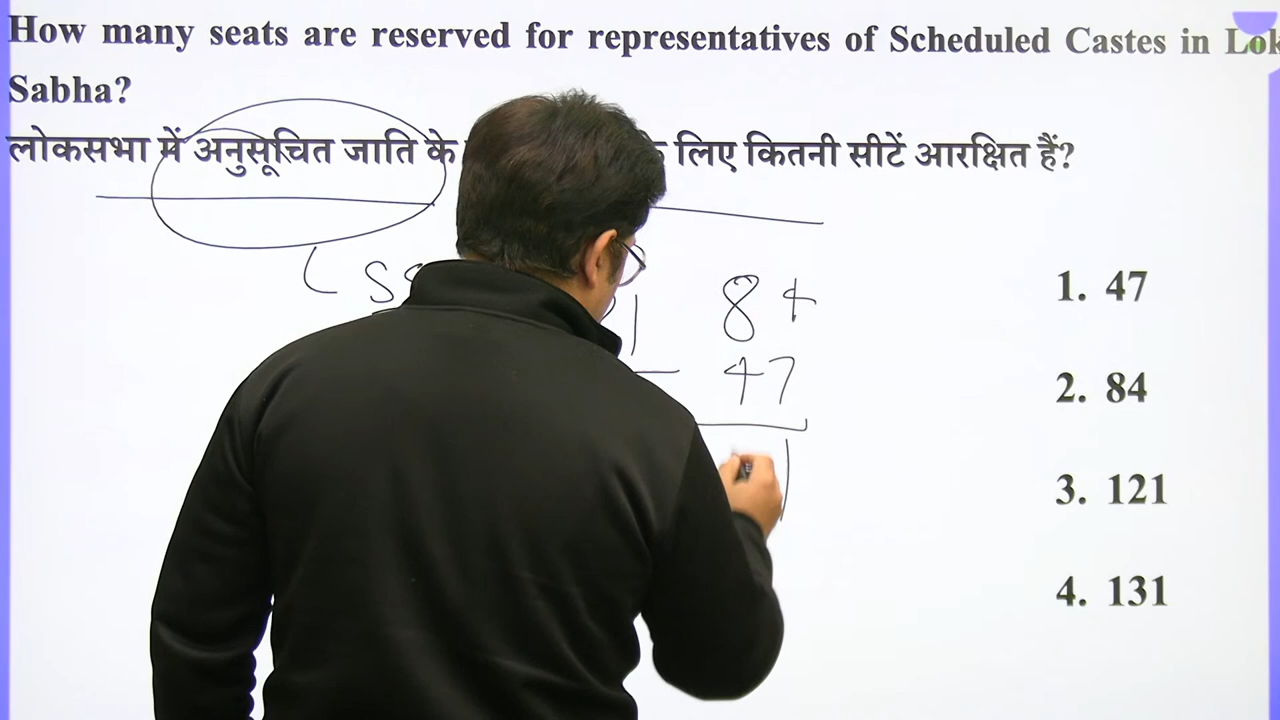 How many seats are reserved for representatives of Scheduled Castes in Lok
Sabha?
लोकसभा में अनुसूचित जाति के लिए कितनी सीटें आरक्षित हैं?
84
47
1
1. 47
2. 84
3. 121
4. 131